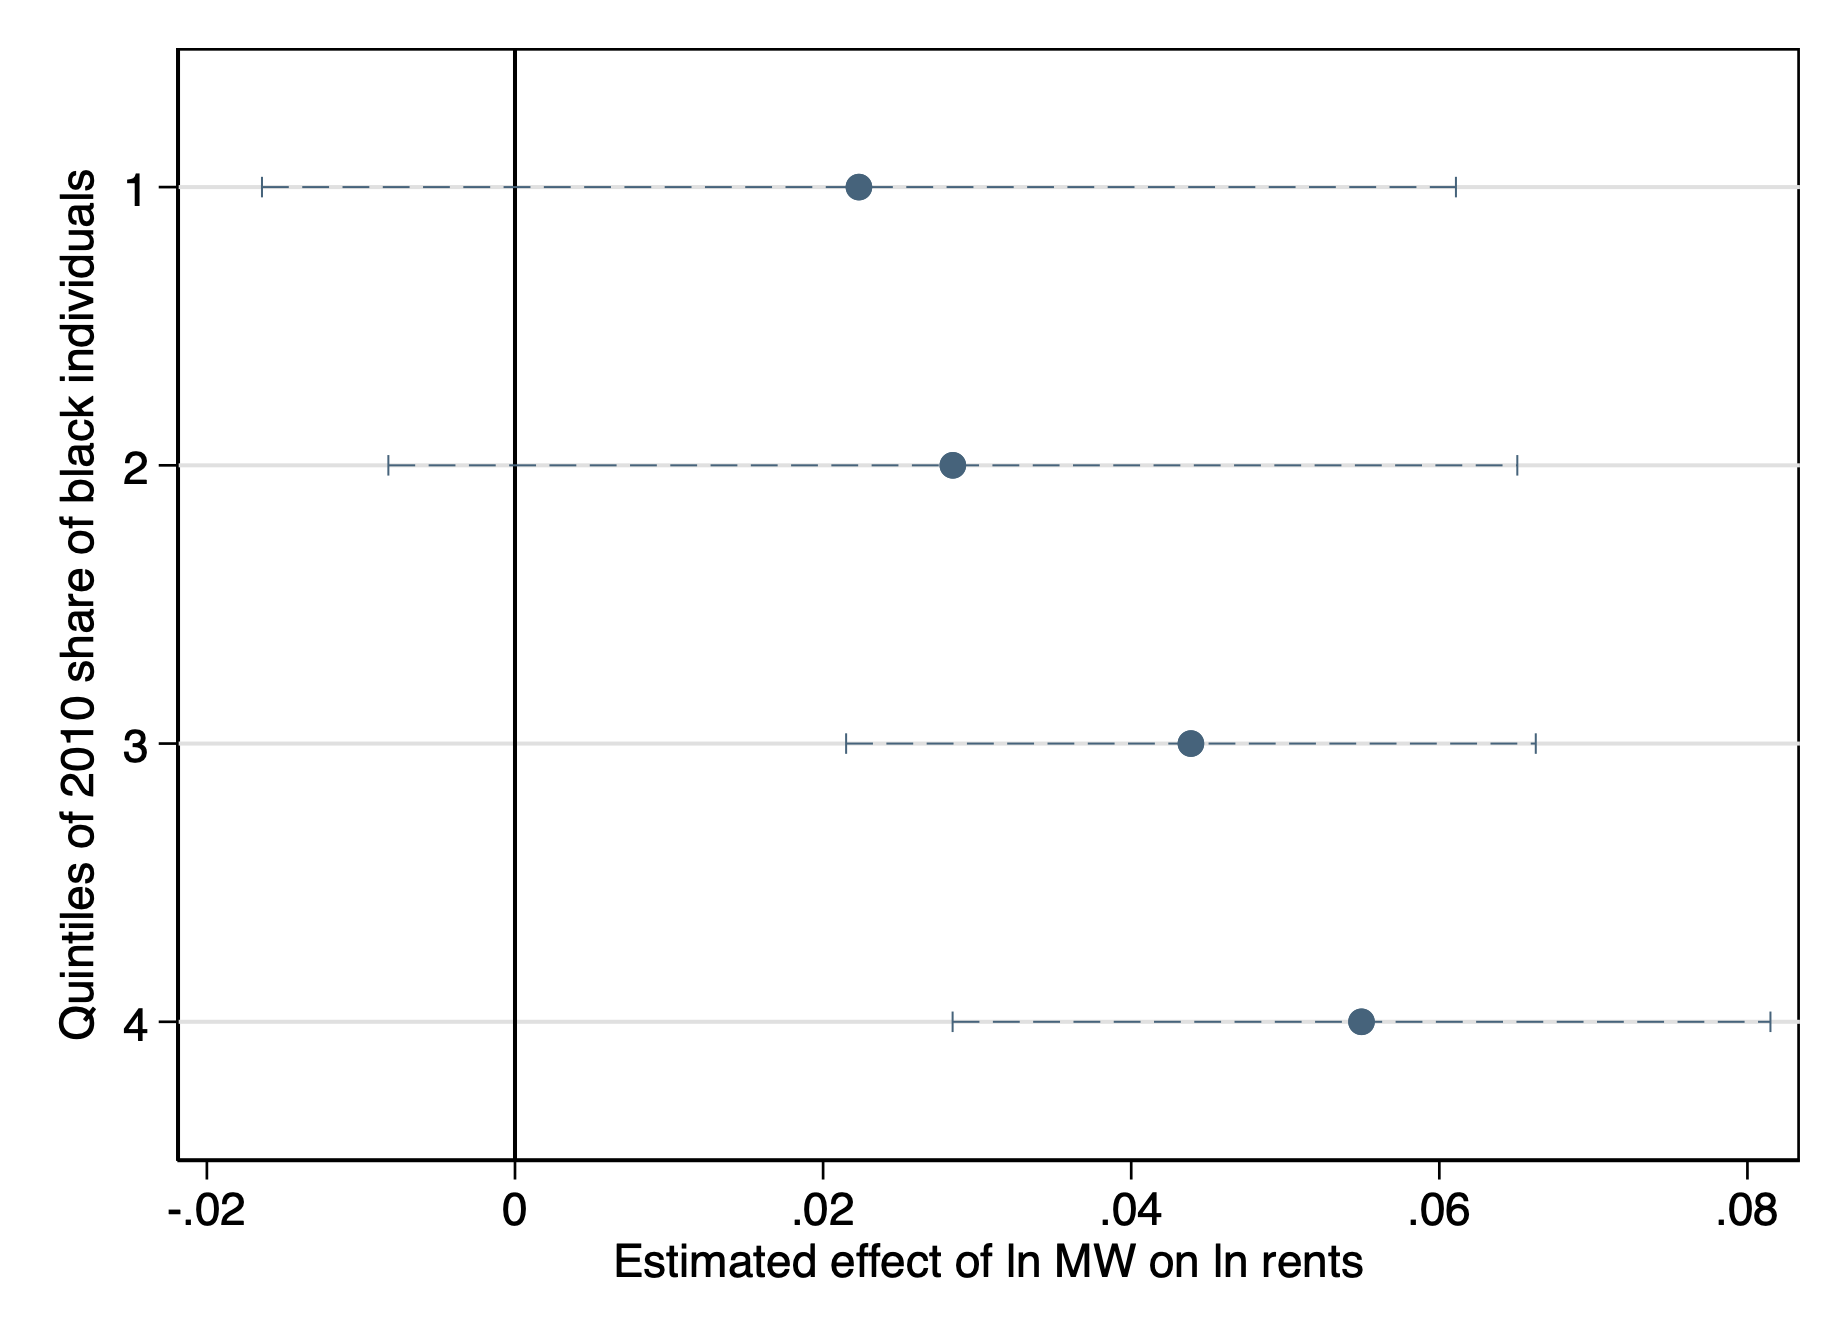 Quintiles of 2010 share of black individuals
1
2
3
4
-.02 0 .02 .04 .06 .08
Estimated effect of ln MW on ln rents